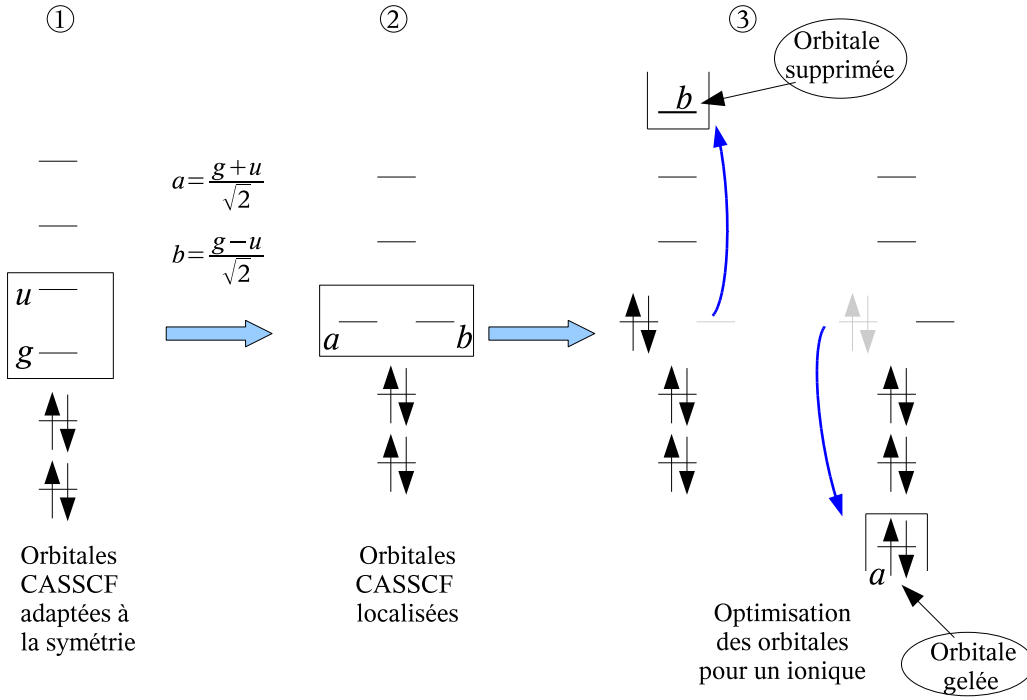 ①
②
③
Orbitale
supprimée
b
a=g+u/√2
b=g−u/√2
u
g
a
b
a
Orbitales
CASSCF
adaptées à
la symétrie
Orbitales
CASSCF
localisées
Optimisation
des orbitales
pour un ionique
Orbitale
gelée